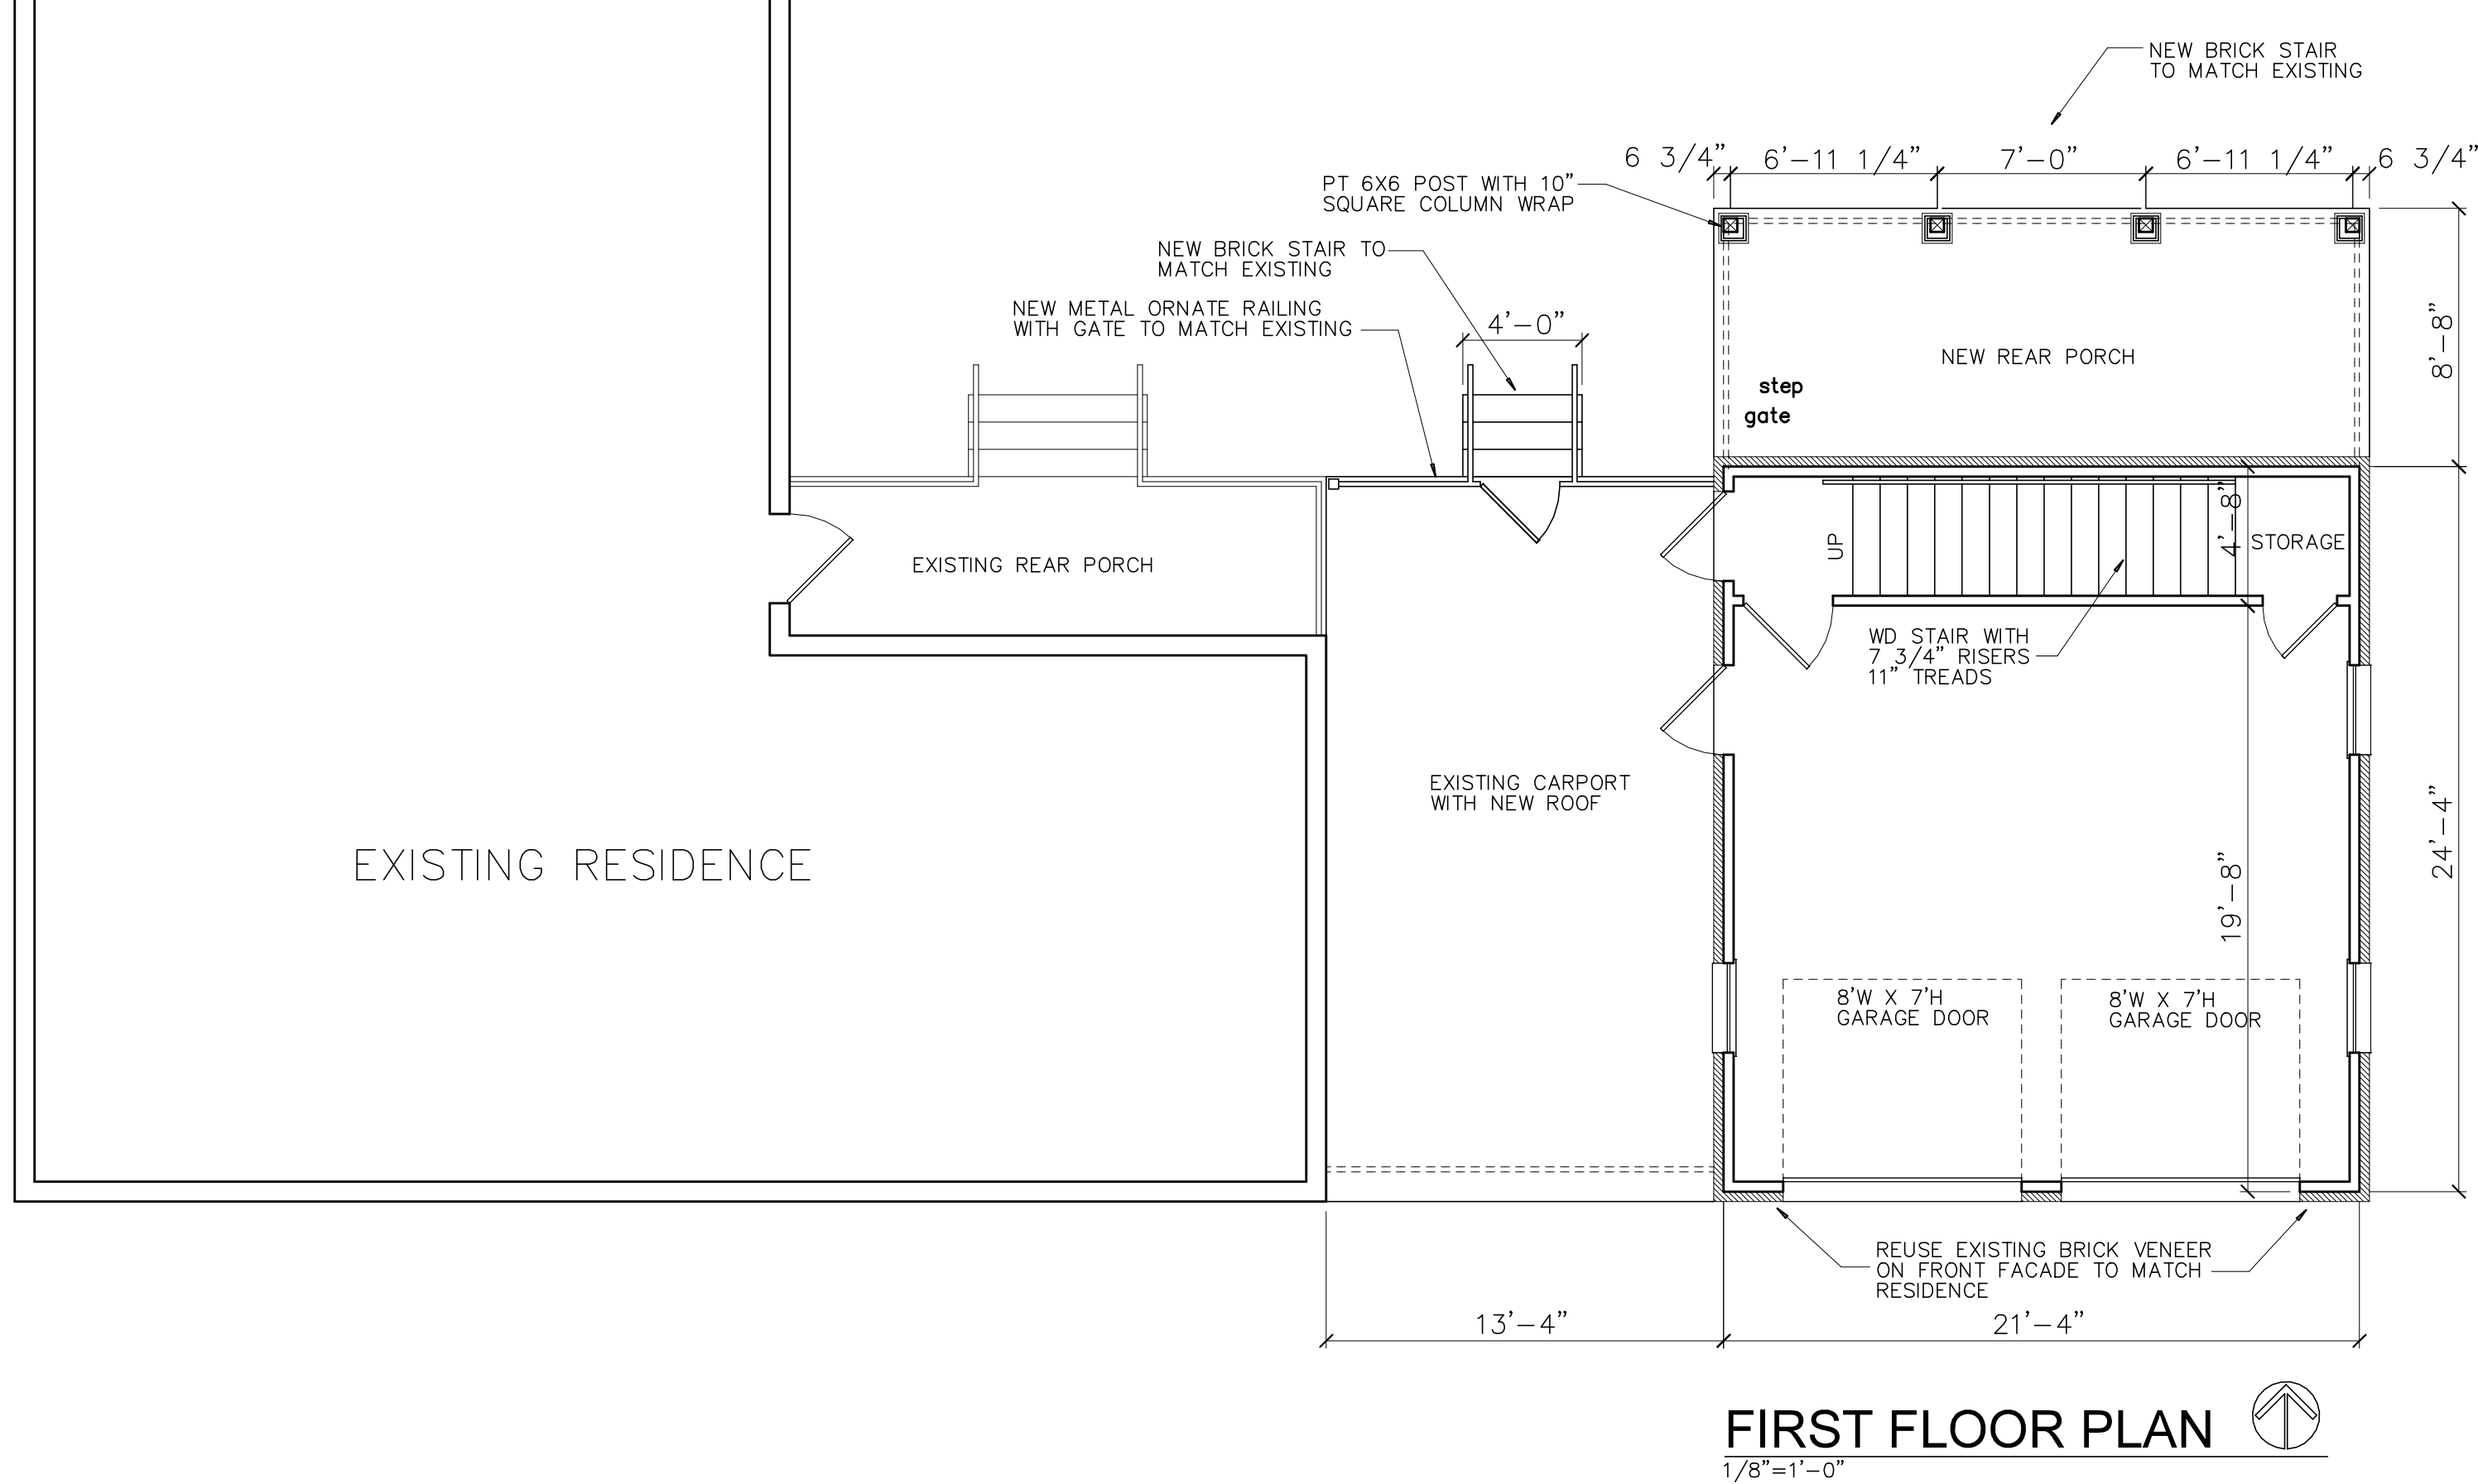 NEW BRICK STAIR
TO MATCH EXISTING
6 3/4” 6’-11 1/4” 7’-0” 6’-11 1/4” 6 3/4”
PT 6X6 POST WITH 10”
SQUARE COLUMN WRAP
NEW BRICK STAIR TO
MATCH EXISTING
NEW METAL ORNATE RAILING
WITH GATE TO MATCH EXISTING
4’-0”
8’-8”
NEW REAR PORCH
step
gate
4’-8”
UP
STORAGE
EXISTING REAR PORCH
WD STAIR WITH
7 3/4” RISERS
11” TREADS
EXISTING CARPORT
WITH NEW ROOF
24’-4”
EXISTING RESIDENCE
19’-8”
8’W X 7’H
GARAGE DOOR
8’W X 7’H
GARAGE DOOR
REUSE EXISTING BRICK VENEER
ON FRONT FACADE TO MATCH
RESIDENCE
13’-4” 21’-4”
FIRST FLOOR PLAN
1/8”=1’-0”